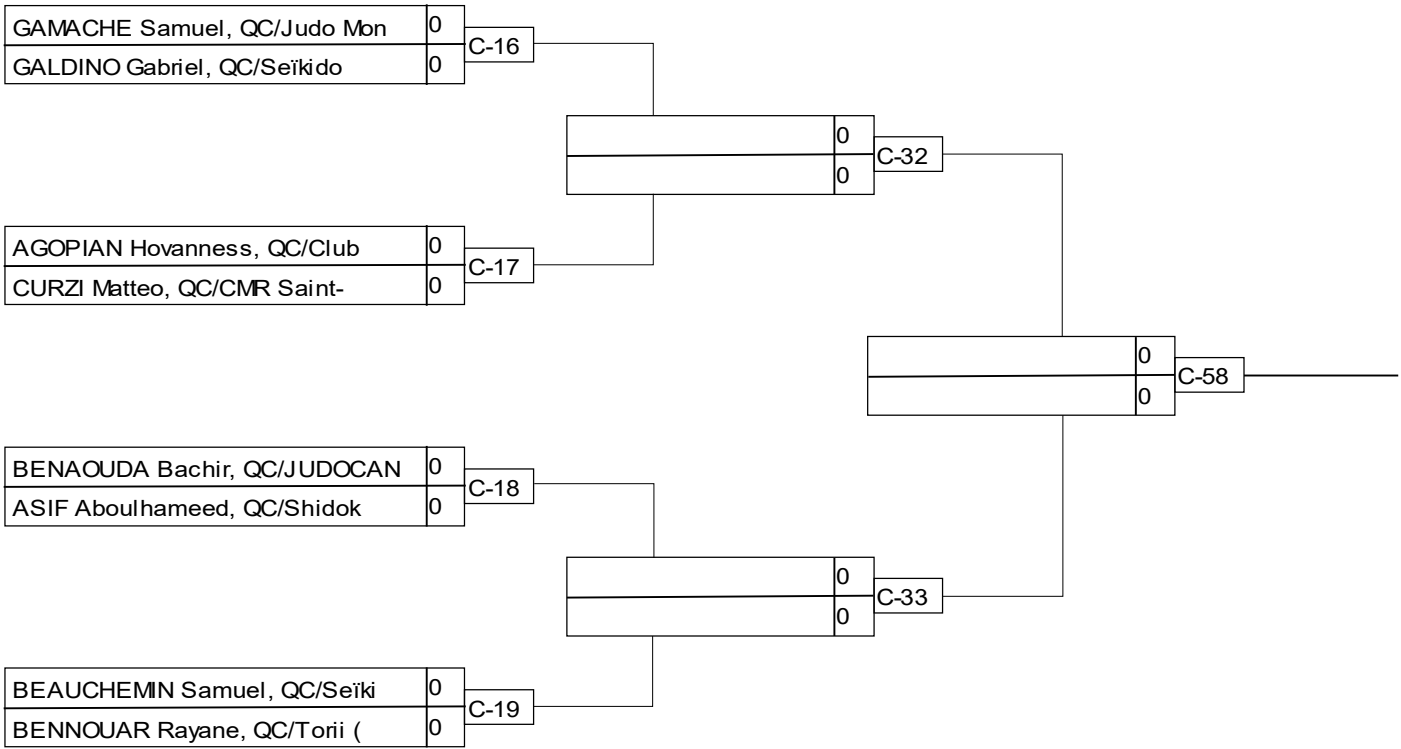 GAMACHE Samuel, QC/Judo Mon 0
C-16
GALDINO Gabriel, QC/Seïkido 0
0
C-32
0
AGOPIAN Hovanness, QC/Club 0
C-17
CURZI Matteo, QC/CMR Saint- 0
0
C-58
0
BENAOUDA Bachir, QC/JUDOCAN 0
C-18
ASIF Aboulhameed, QC/Shidok 0
0
C-33
0
BEAUCHEMIN Samuel, QC/Seïki 0
C-19
BENNOUAR Rayane, QC/Torii ( 0